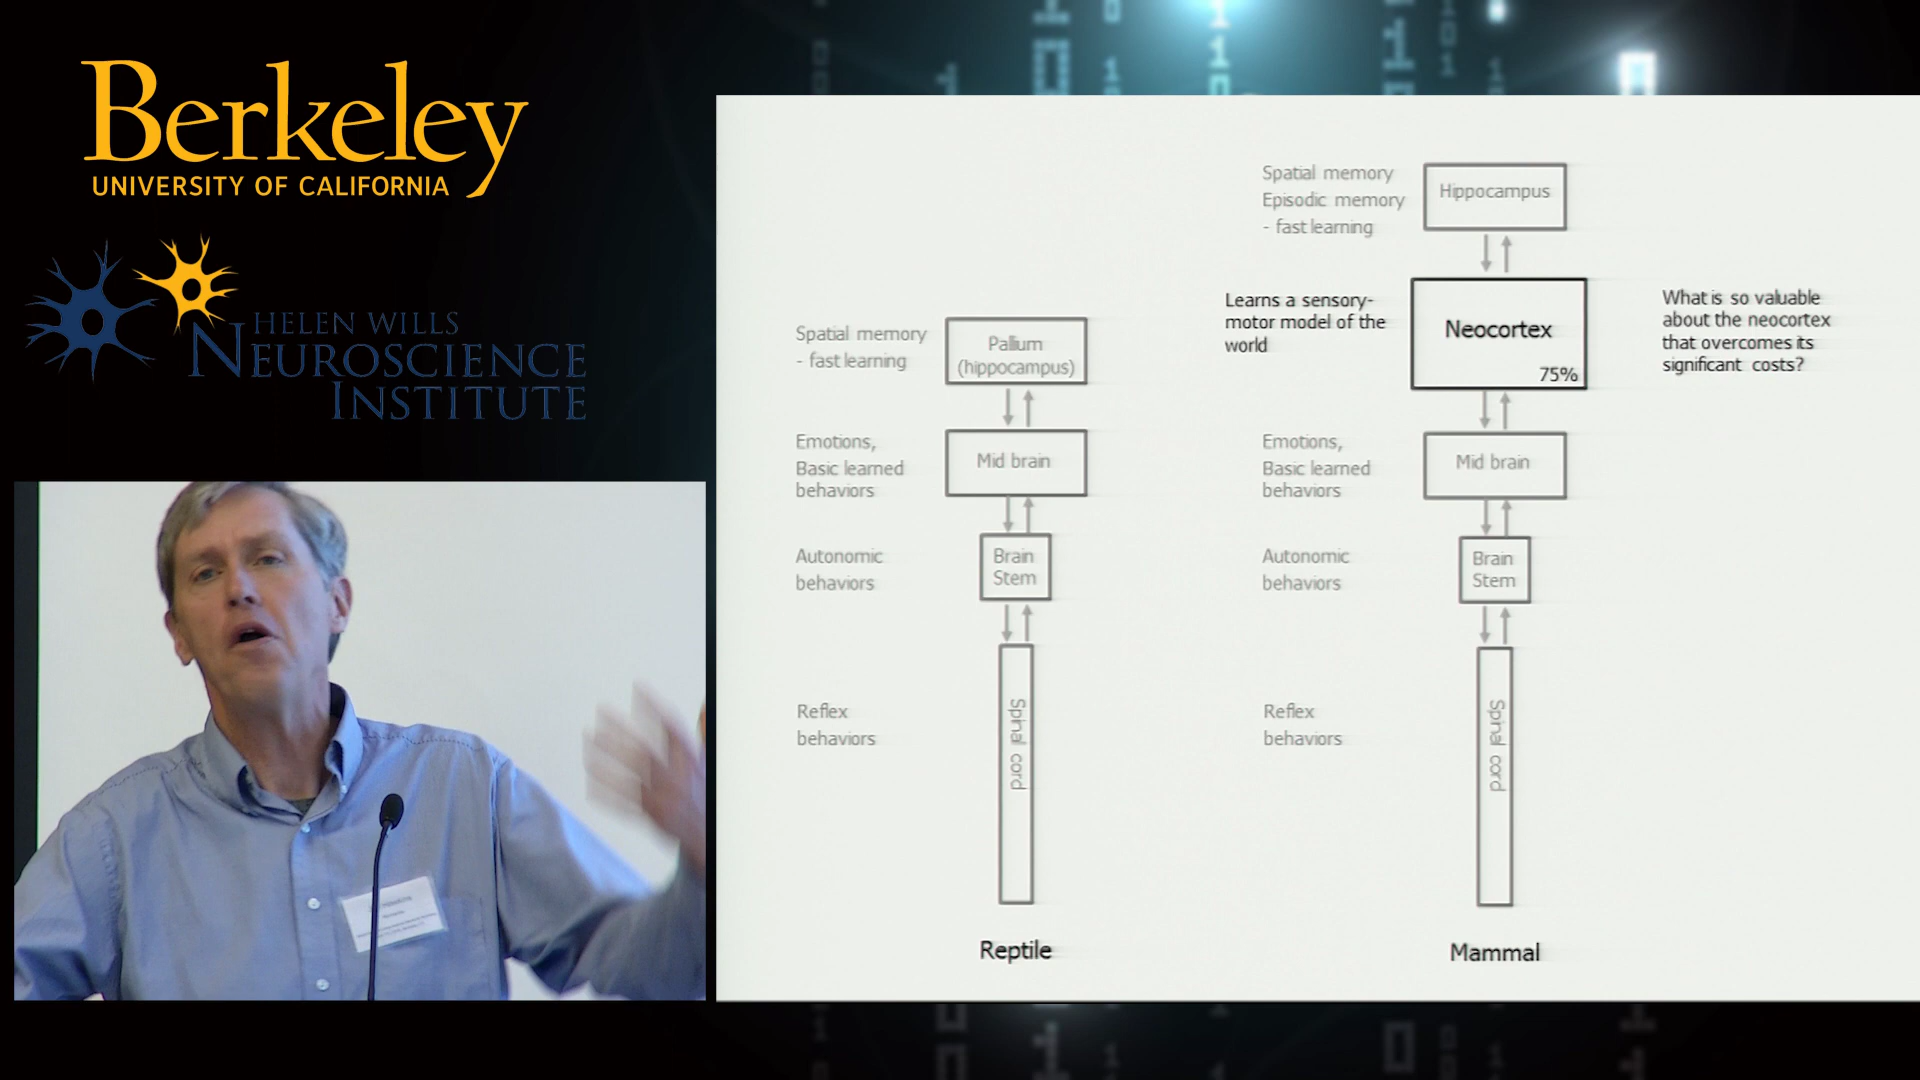 Berkeley
UNIVERSITY OF CALIFORNIA
HELEN WILLS
NEUROSCIENCE
INSTITUTE
Spatial memory
- fast learning
Pallium
(hippocampus)
Emotions,
Basic learned
behaviors
Mid brain
Autonomic
behaviors
Brain
Stem
Reflex
behaviors
Spinal cord
Reptile
Spatial memory
Episodic memory
- fast learning
Hippocampus
Learns a sensory-
motor model of the
world
Neocortex
75%
What is so valuable
about the neocortex
that overcomes its
significant costs?
Emotions,
Basic learned
behaviors
Mid brain
Autonomic
behaviors
Brain
Stem
Reflex
behaviors
Spinal cord
Mammal